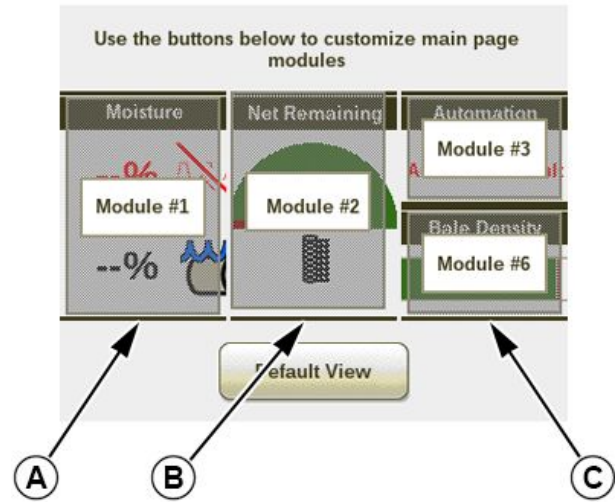 Use the buttons below to customize main page
modules
Moisture
Net Remaining
Automation
--%
Module #1
Module #2
Module #3
Bale Density
--%
Module #6
Default View
A
B
C